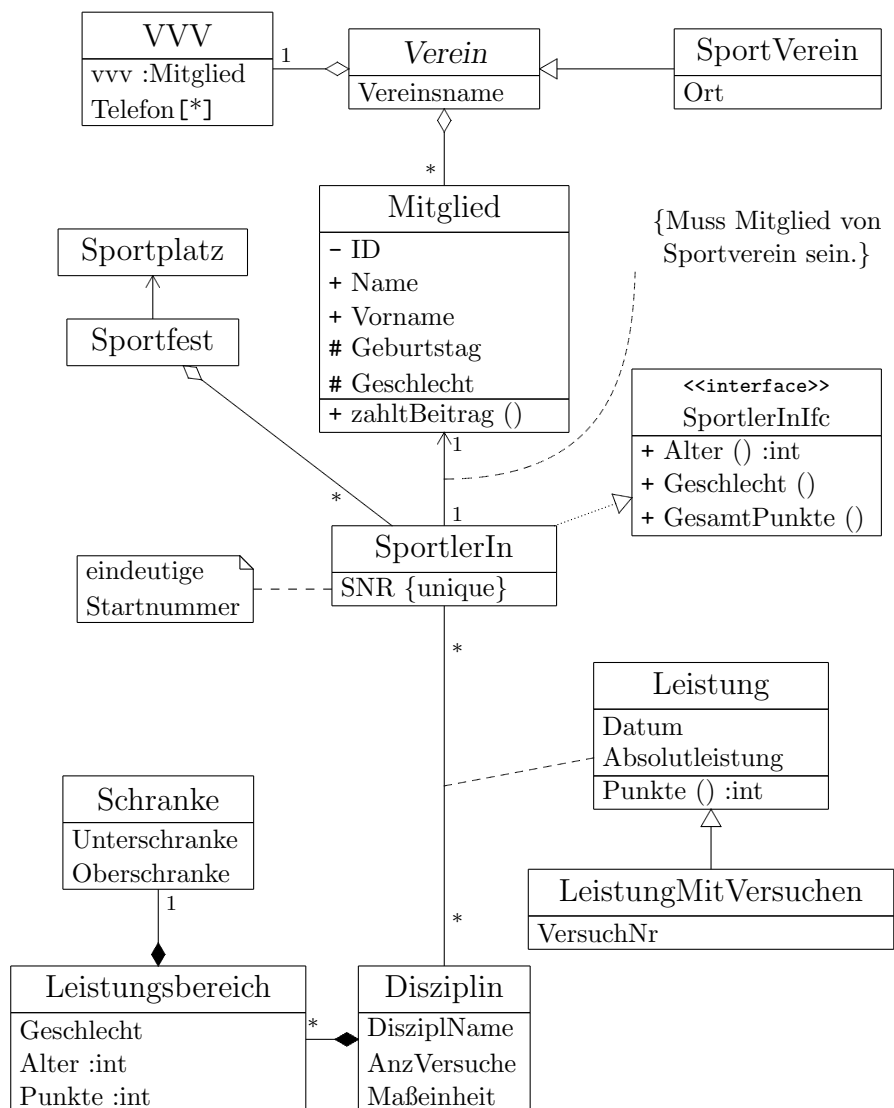 VVV
vvv :Mitglied
Telefon[*]
1
Verein
Vereinsname
SportVerein
Ort
*
Mitglied
- ID
+ Name
+ Vorname
# Geburtstag
# Geschlecht
+ zahltBeitrag ()
{Muss Mitglied von
Sportverein sein.}
Sportplatz
Sportfest
*
<<interface>>
SportlerInIfc
+ Alter () :int
+ Geschlecht ()
+ GesamtPunkte ()
1
1
SportlerIn
SNR {unique}
eindeutige
Startnummer
*
Leistung
Datum
Absolutleistung
Punkte () :int
Schranke
Unterschranke
Oberschranke
1
LeistungMitVersuchen
VersuchNr
*
Leistungsbereich
Geschlecht
Alter :int
Punkte :int
*
Disziplin
DisziplName
AnzVersuche
Maßeinheit